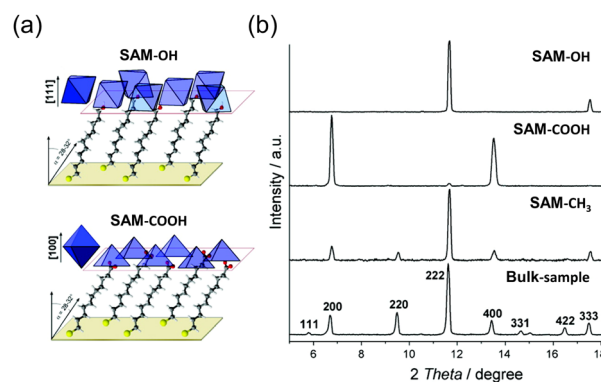 (a)
SAM-OH
[111]
α = 28-32°
SAM-COOH
[100]
α = 28-32°
(b)
SAM-OH
SAM-COOH
SAM-CH₃
Bulk-sample
111
200
220
222
400
331
422
333
Intensity / a.u.
6 8 10 12 14 16 18
2 Theta / degree